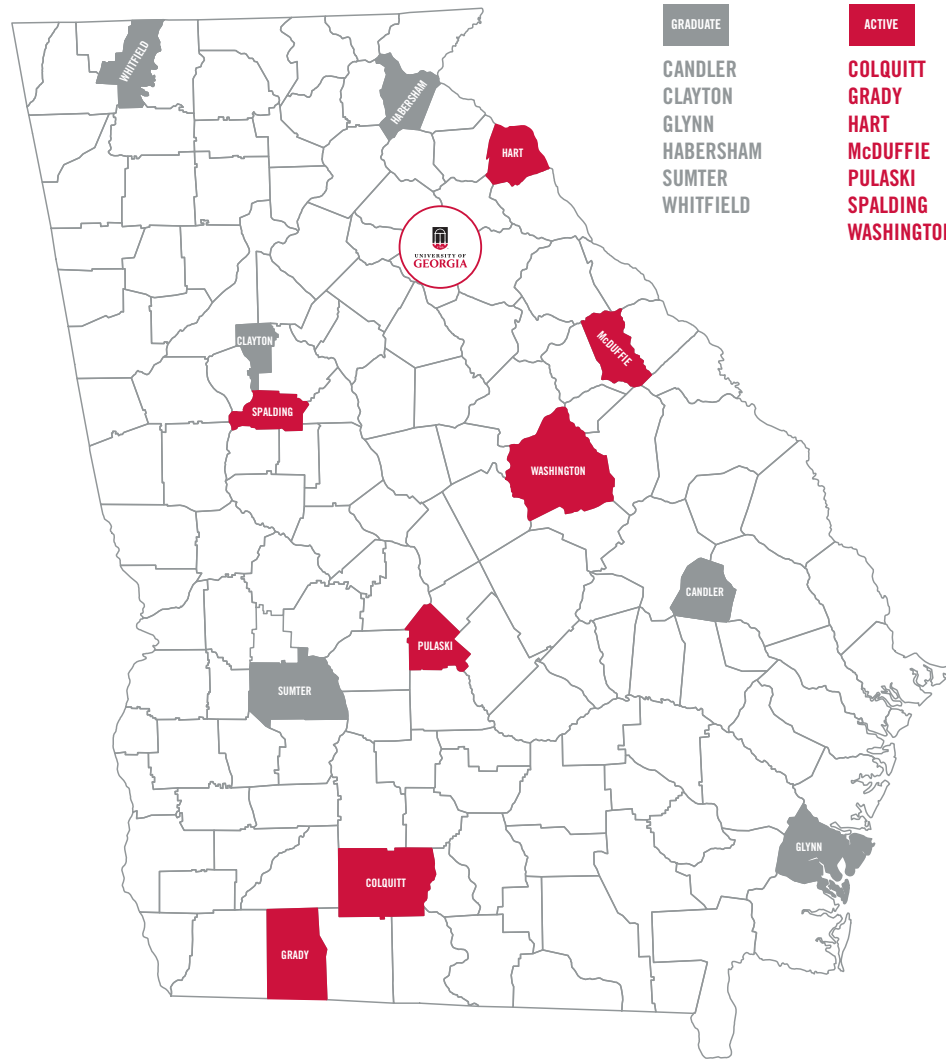 GRADUATE
CANDLER
CLAYTON
GLYNN
HABERSHAM
SUMTER
WHITFIELD
ACTIVE
COLQUITT
GRADY
HART
McDUFFIE
PULASKI
SPALDING
WASHINGTON
WHITFIELD
HABERSHAM
HART
UNIVERSITY OF
GEORGIA
CLAYTON
McDUFFIE
SPALDING
WASHINGTON
CANDLER
PULASKI
SUMTER
GLYNN
COLQUITT
GRADY